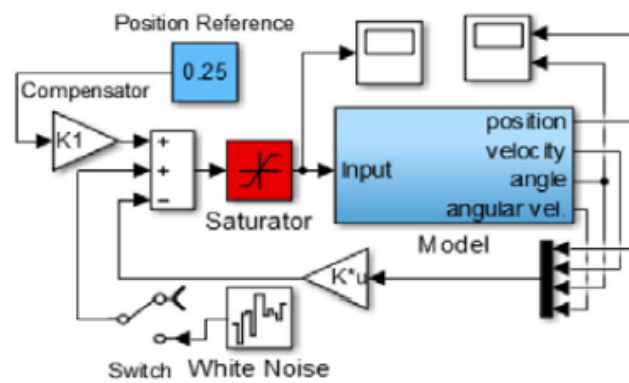 Position Reference
0.25
Compensator
K1
+
+
−
Saturator
Input
position
velocity
angle
angular vel.
Model
K*u
Switch
White Noise